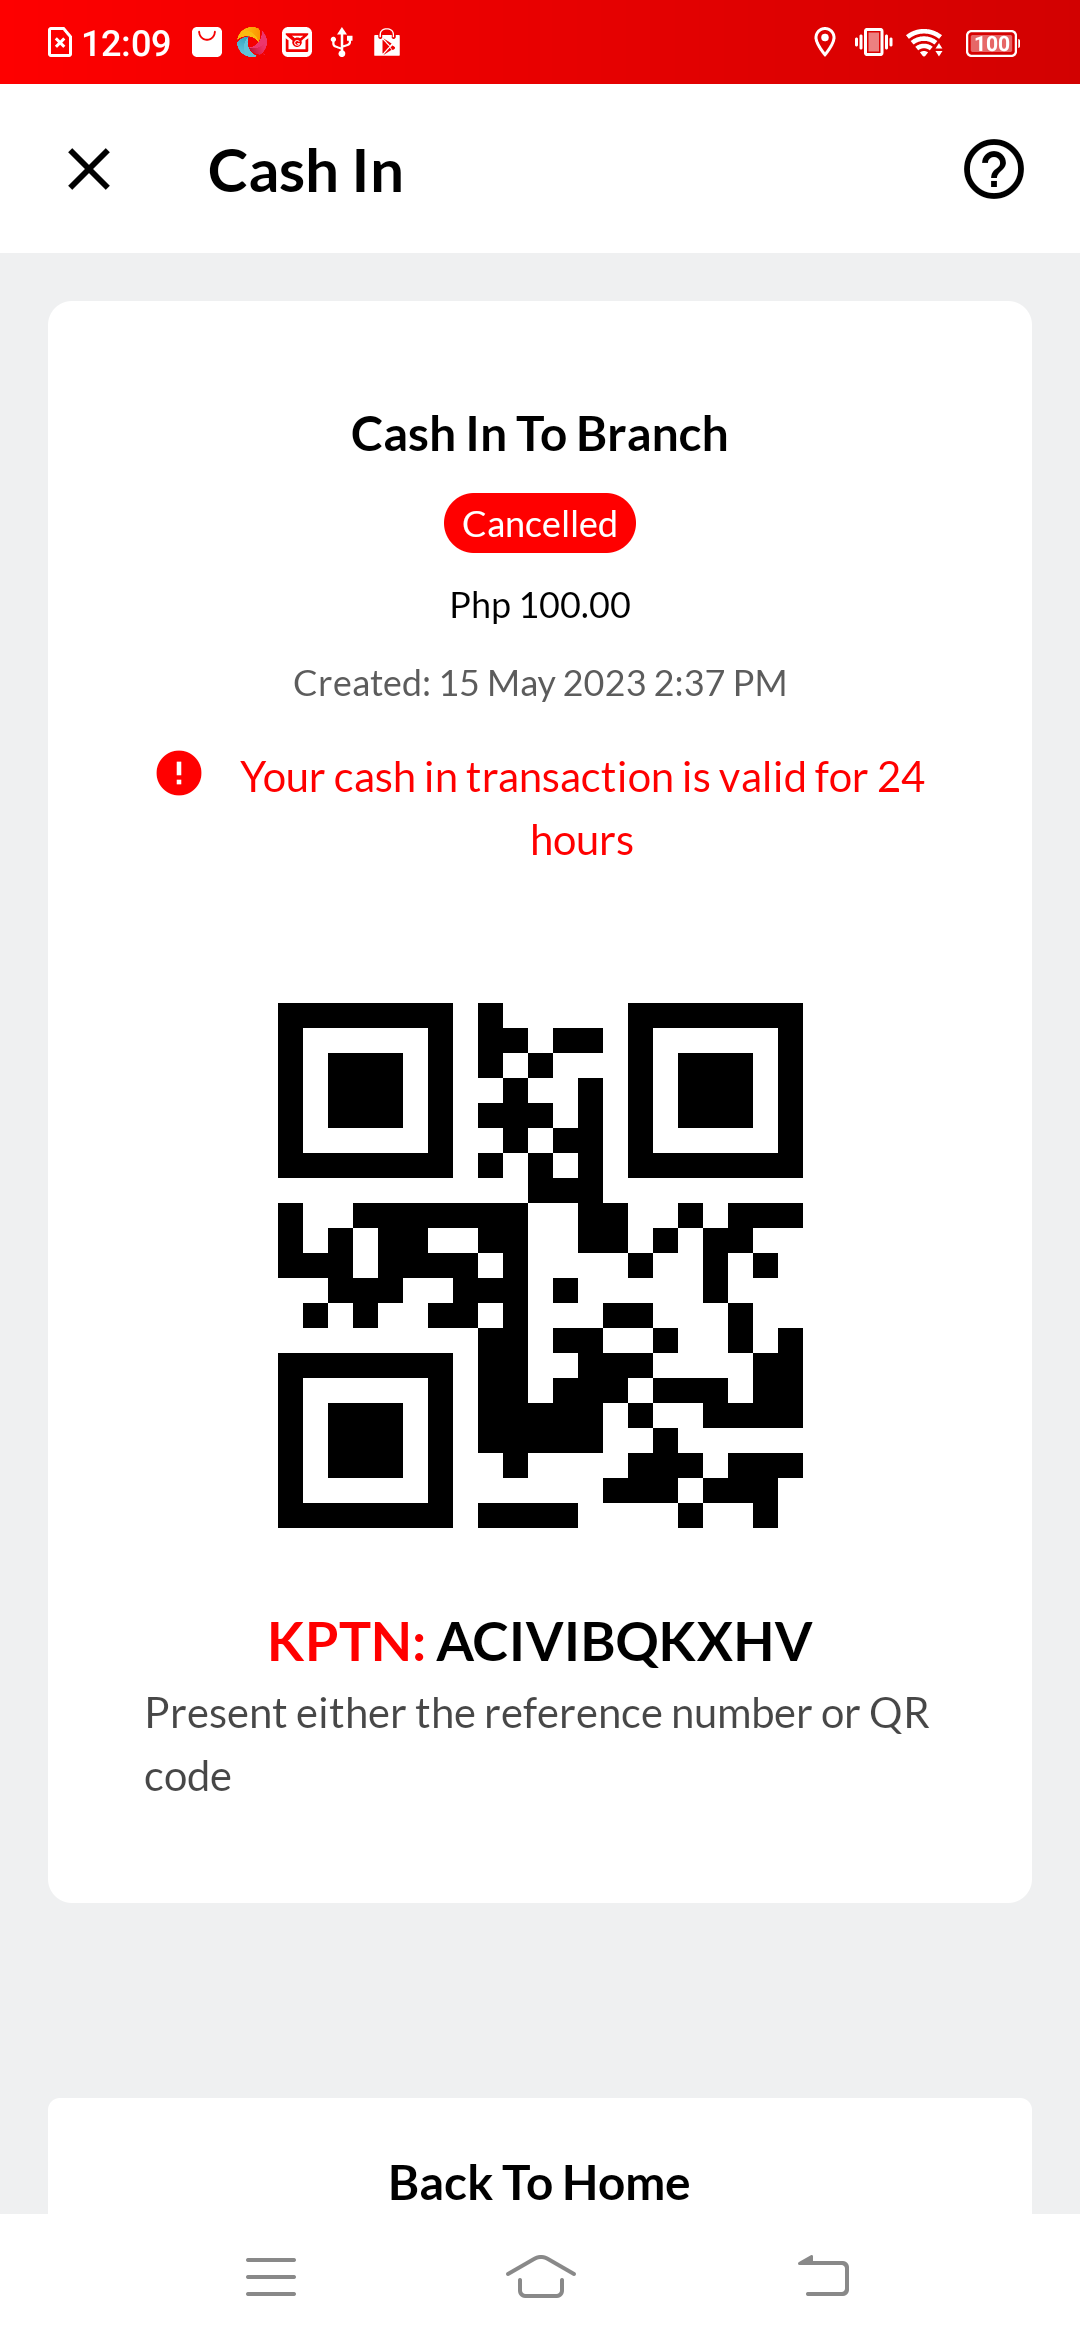 12:09
100
Cash In
Cash In To Branch
Cancelled
Php 100.00
Created: 15 May 2023 2:37 PM
Your cash in transaction is valid for 24
hours
KPTN: ACIVIBQKXHV
Present either the reference number or QR
code
Back To Home